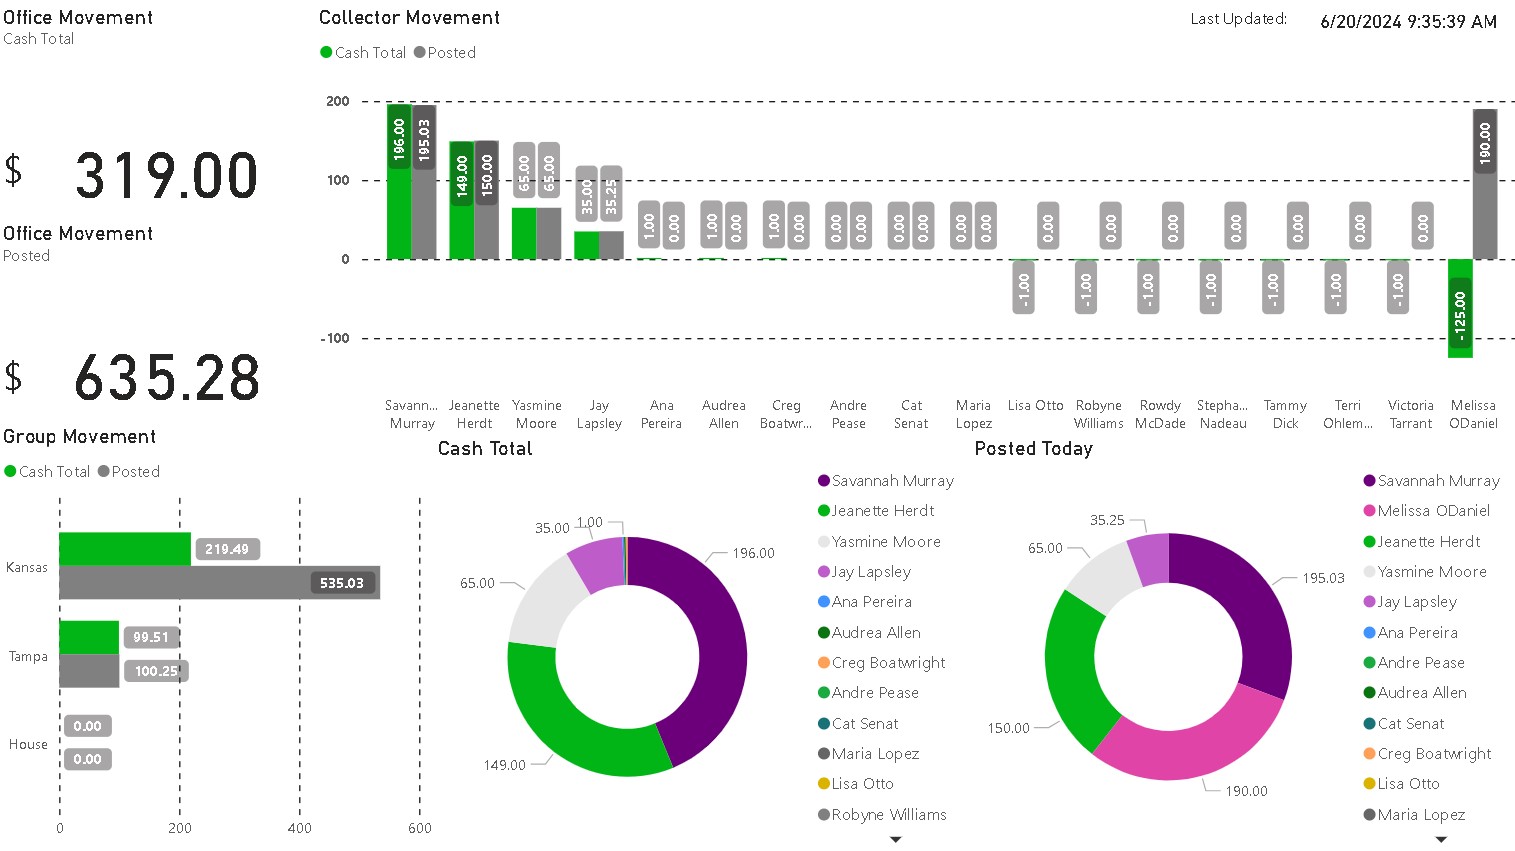 Office Movement
Cash Total
$ 319.00
Office Movement
Posted
$ 635.28
Collector Movement
Cash Total Posted
Last Updated: 6/20/2024 9:35:39 AM
200
100
0
-100
196.00 195.03
149.00 150.00
65.00 65.00
35.00 35.25
1.00 0.00
1.00 0.00
1.00 0.00
0.00 0.00
0.00 0.00
0.00 0.00
-1.00 0.00
-1.00 0.00
-1.00 0.00
-1.00 0.00
-1.00 0.00
-1.00 0.00
-1.00 0.00
-125.00 190.00
Savann... Murray
Jeanette Herdt
Yasmine Moore
Jay Lapsley
Ana Pereira
Audrea Allen
Creg Boatwr...
Andre Pease
Cat Senat
Maria Lopez
Lisa Otto
Robyne Williams
Rowdy McDade
Stepha... Nadeau
Tammy Dick
Terri Ohlem...
Victoria Tarrant
Melissa ODaniel
Group Movement
Cash Total Posted
Kansas
219.49
535.03
Tampa
99.51
100.25
House
0.00
0.00
0 200 400 600
Cash Total
35.00
1.00
196.00
65.00
149.00
Savannah Murray
Jeanette Herdt
Yasmine Moore
Jay Lapsley
Ana Pereira
Audrea Allen
Creg Boatwright
Andre Pease
Cat Senat
Maria Lopez
Lisa Otto
Robyne Williams
Posted Today
35.25
65.00
195.03
150.00
190.00
Savannah Murray
Melissa ODaniel
Jeanette Herdt
Yasmine Moore
Jay Lapsley
Ana Pereira
Andre Pease
Audrea Allen
Cat Senat
Creg Boatwright
Lisa Otto
Maria Lopez